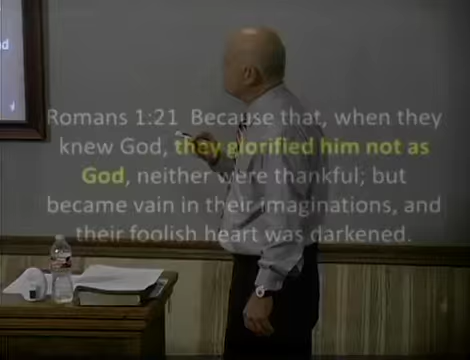 Romans 1:21 Because that, when they
knew God, they glorified him not as
God, neither were thankful; but
became vain in their imaginations, and
their foolish heart was darkened.